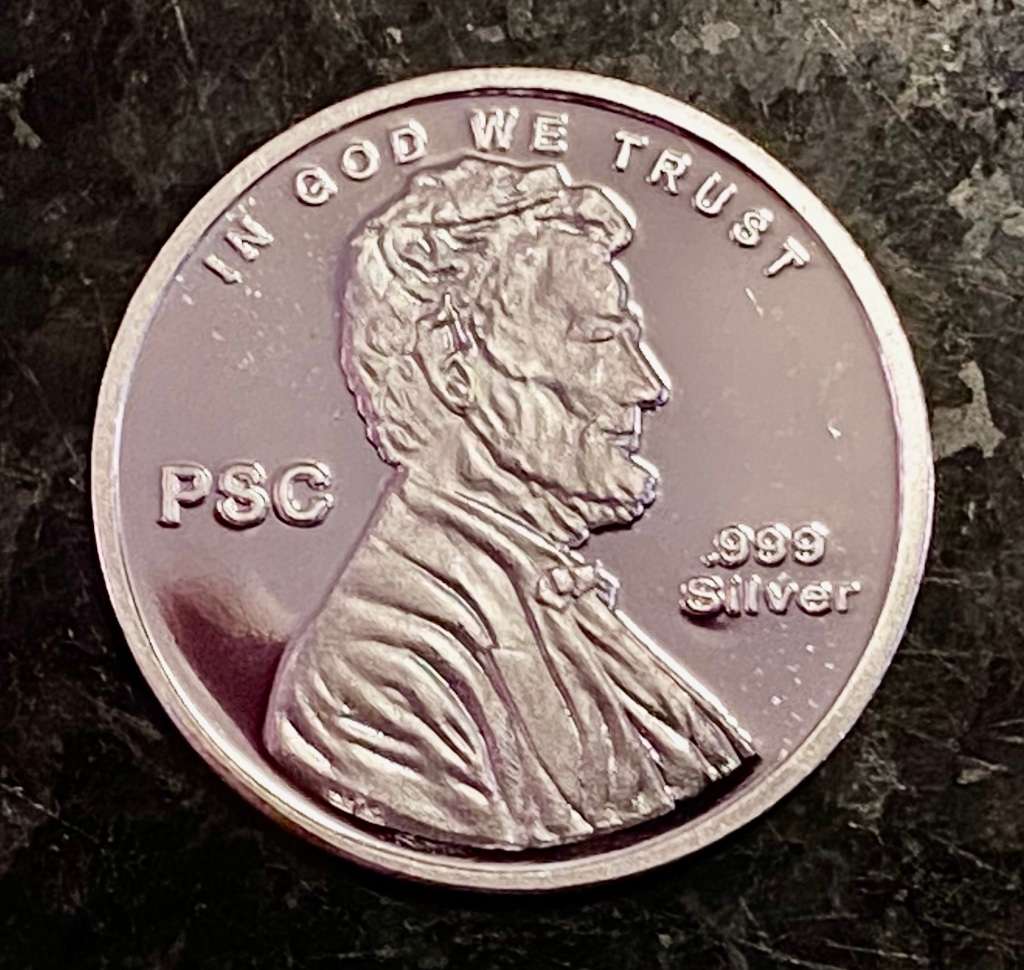 IN GOD WE TRUST
PSC
.999
Silver